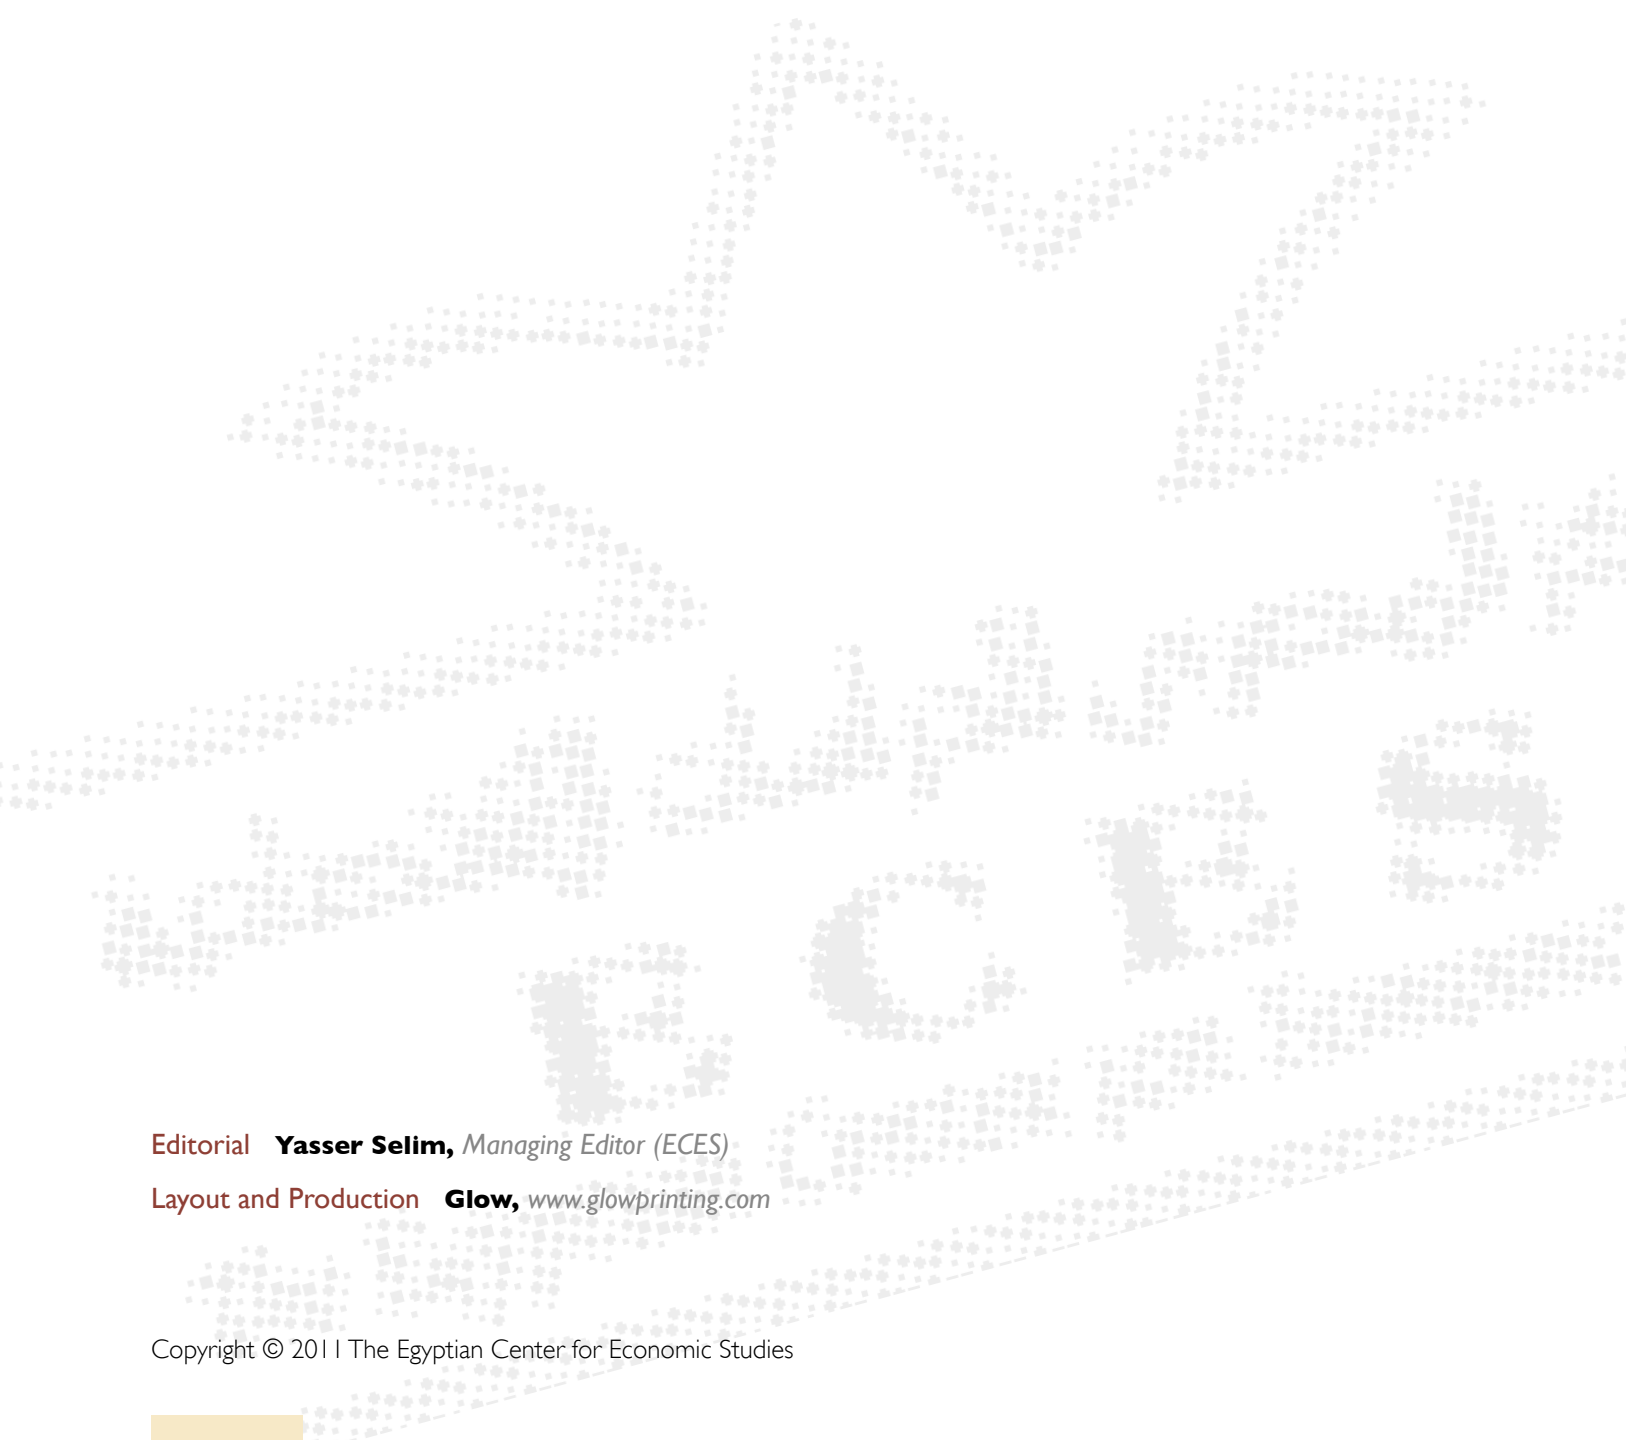 ECES
Editorial Yasser Selim, Managing Editor (ECES)
Layout and Production Glow, www.glowprinting.com
Copyright © 2011 The Egyptian Center for Economic Studies